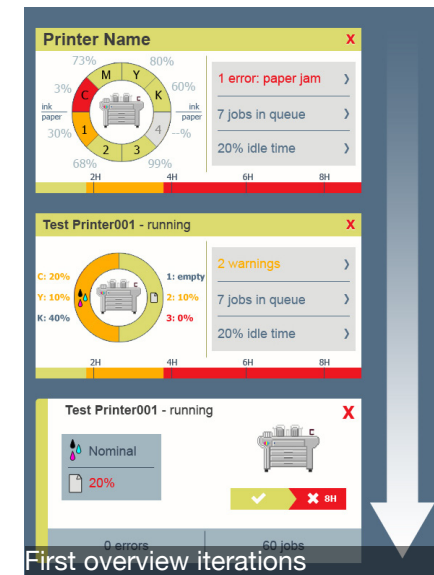 Printer Name X
73% 80%
M Y
3% C K 60%
ink ink
paper paper
30% 1 4 --%
2 3
68% 99%
1 error: paper jam
7 jobs in queue
20% idle time
2H 4H 6H 8H
Test Printer001 - running X
C: 20% 1: empty
Y: 10% 2: 10%
K: 40% 3: 0%
2 warnings
7 jobs in queue
20% idle time
2H 4H 6H 8H
Test Printer001 - running X
Nominal
20%
8H
0 errors 60 jobs
First overview iterations